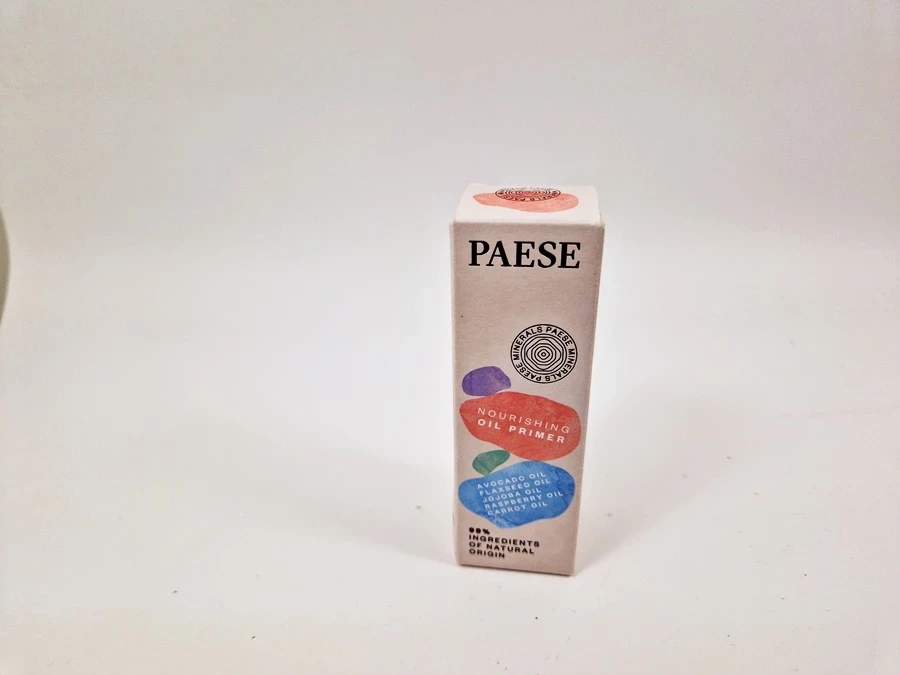 PAESE
MINERALS PAESE MINERALS PAESE
NOURISHING
OIL PRIMER
AVOCADO OIL
FLAXSEED OIL
JOJOBA OIL
RASPBERRY OIL
CARROT OIL
99%
INGREDIENTS
OF NATURAL
ORIGIN